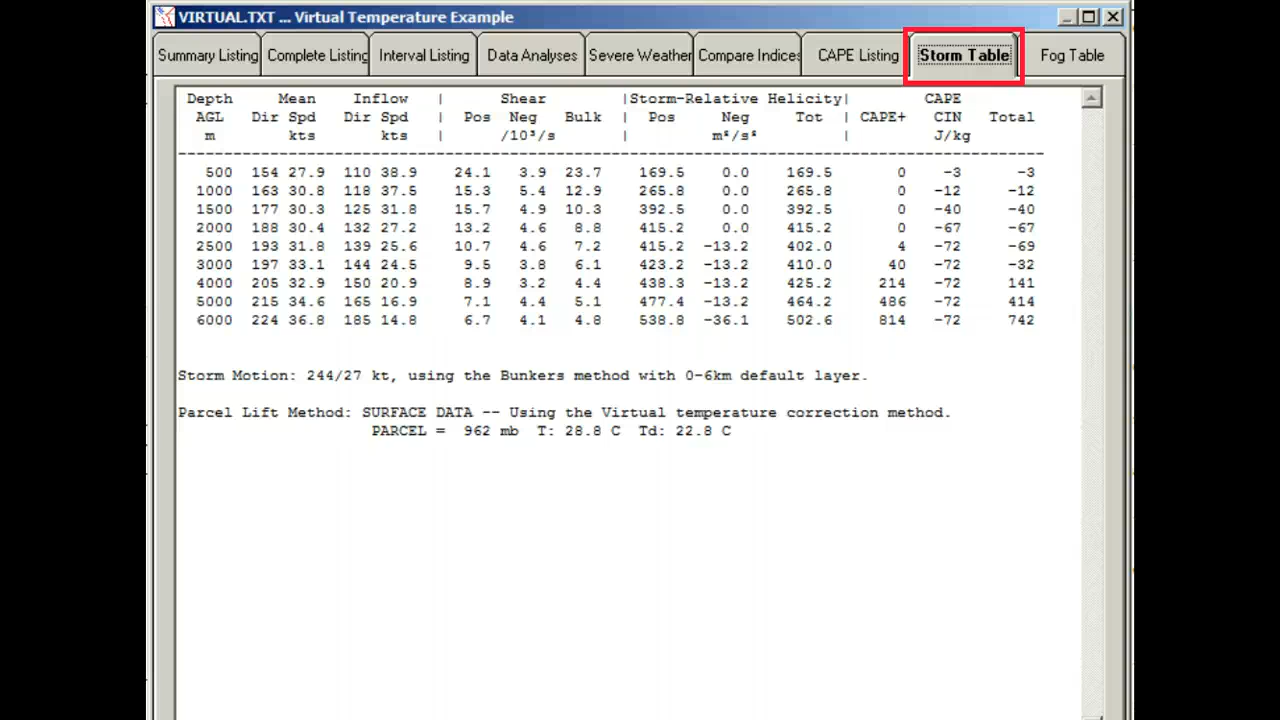 VIRTUAL.TXT ... Virtual Temperature Example
Summary Listing Complete Listing Interval Listing Data Analyses Severe Weather Compare Indices CAPE Listing Storm Table Fog Table
Depth Mean Inflow | Shear |Storm-Relative Helicity| CAPE
AGL Dir Spd Dir Spd | Pos Neg Bulk | Pos Neg Tot | CAPE+ CIN Total
m kts kts | /10³/s | m²/s² | J/kg
500 154 27.9 110 38.9 24.1 3.9 23.7 169.5 0.0 169.5 0 -3 -3
1000 163 30.8 118 37.5 15.3 5.4 12.9 265.8 0.0 265.8 0 -12 -12
1500 177 30.3 125 31.8 15.7 4.9 10.3 392.5 0.0 392.5 0 -40 -40
2000 188 30.4 132 27.2 13.2 4.6 8.8 415.2 0.0 415.2 0 -67 -67
2500 193 31.8 139 25.6 10.7 4.6 7.2 415.2 -13.2 402.0 4 -72 -69
3000 197 33.1 144 24.5 9.5 3.8 6.1 423.2 -13.2 410.0 40 -72 -32
4000 205 32.9 150 20.9 8.9 3.2 4.4 438.3 -13.2 425.2 214 -72 141
5000 215 34.6 165 16.9 7.1 4.4 5.1 477.4 -13.2 464.2 486 -72 414
6000 224 36.8 185 14.8 6.7 4.1 4.8 538.8 -36.1 502.6 814 -72 742
Storm Motion: 244/27 kt, using the Bunkers method with 0-6km default layer.
Parcel Lift Method: SURFACE DATA -- Using the Virtual temperature correction method.
PARCEL = 962 mb T: 28.8 C Td: 22.8 C